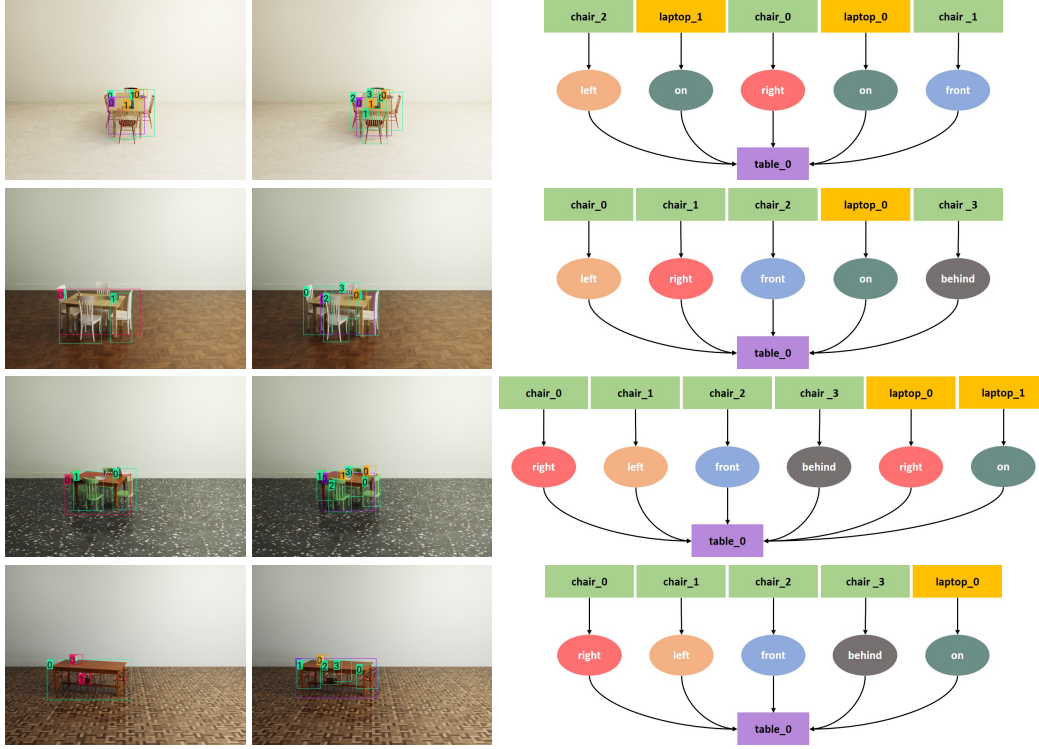 chair_2 laptop_1 chair_0 laptop_0 chair _1
left on right on front
table_0
chair_0 chair_1 chair_2 laptop_0 chair _3
left right front on behind
table_0
chair_0 chair_1 chair_2 chair _3 laptop_0 laptop_1
right left front behind right on
table_0
chair_0 chair_1 chair_2 chair _3 laptop_0
right left front behind on
table_0